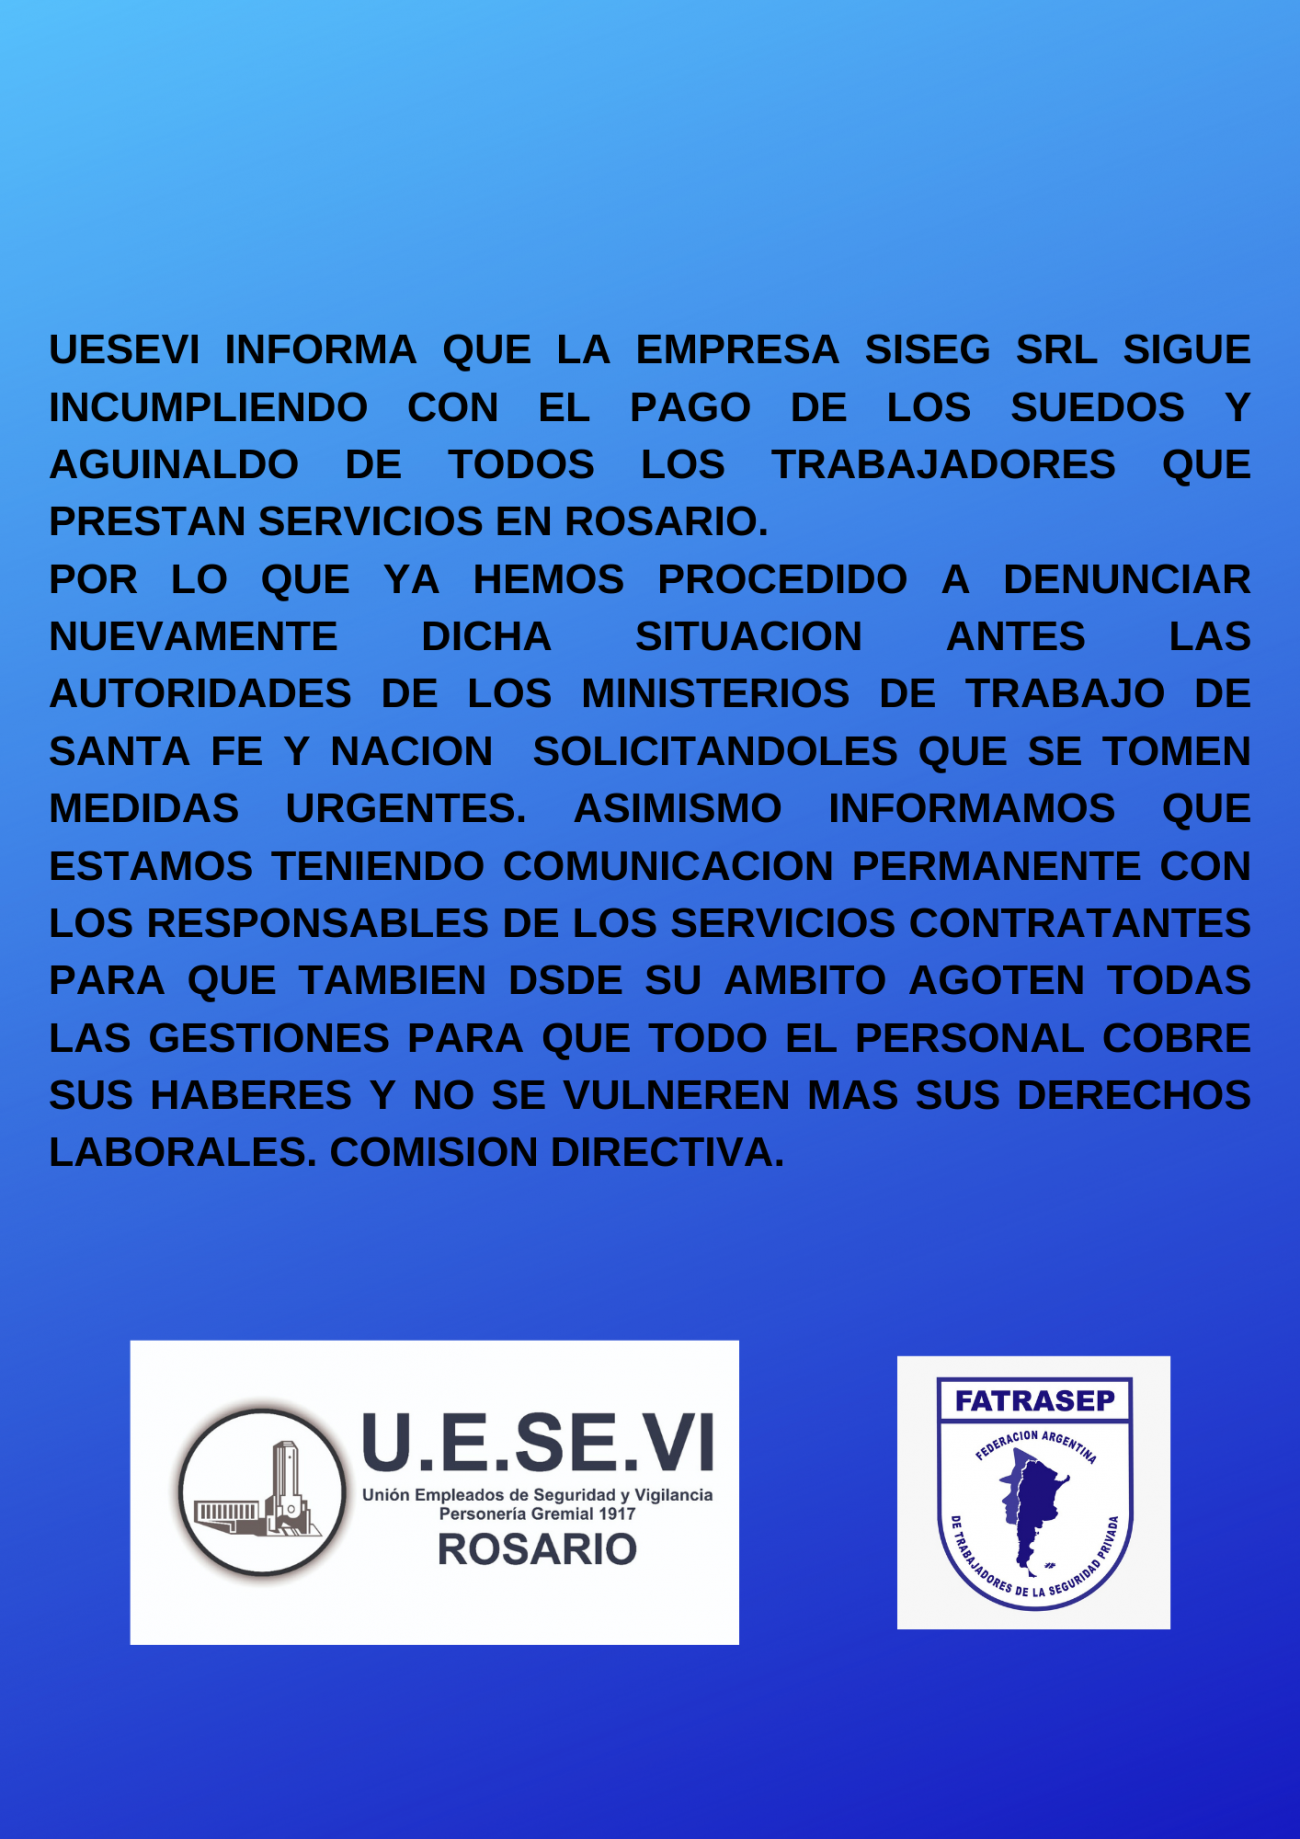 UESEVI INFORMA QUE LA EMPRESA SISEG SRL SIGUE
INCUMPLIENDO CON EL PAGO DE LOS SUEDOS Y
AGUINALDO DE TODOS LOS TRABAJADORES QUE
PRESTAN SERVICIOS EN ROSARIO.
POR LO QUE YA HEMOS PROCEDIDO A DENUNCIAR
NUEVAMENTE DICHA SITUACION ANTES LAS
AUTORIDADES DE LOS MINISTERIOS DE TRABAJO DE
SANTA FE Y NACION SOLICITANDOLES QUE SE TOMEN
MEDIDAS URGENTES. ASIMISMO INFORMAMOS QUE
ESTAMOS TENIENDO COMUNICACION PERMANENTE CON
LOS RESPONSABLES DE LOS SERVICIOS CONTRATANTES
PARA QUE TAMBIEN DSDE SU AMBITO AGOTEN TODAS
LAS GESTIONES PARA QUE TODO EL PERSONAL COBRE
SUS HABERES Y NO SE VULNEREN MAS SUS DERECHOS
LABORALES. COMISION DIRECTIVA.
U.E.SE.VI
Unión Empleados de Seguridad y Vigilancia
Personería Gremial 1917
ROSARIO
FATRASEP
FEDERACION ARGENTINA
DE TRABAJADORES DE LA SEGURIDAD PRIVADA